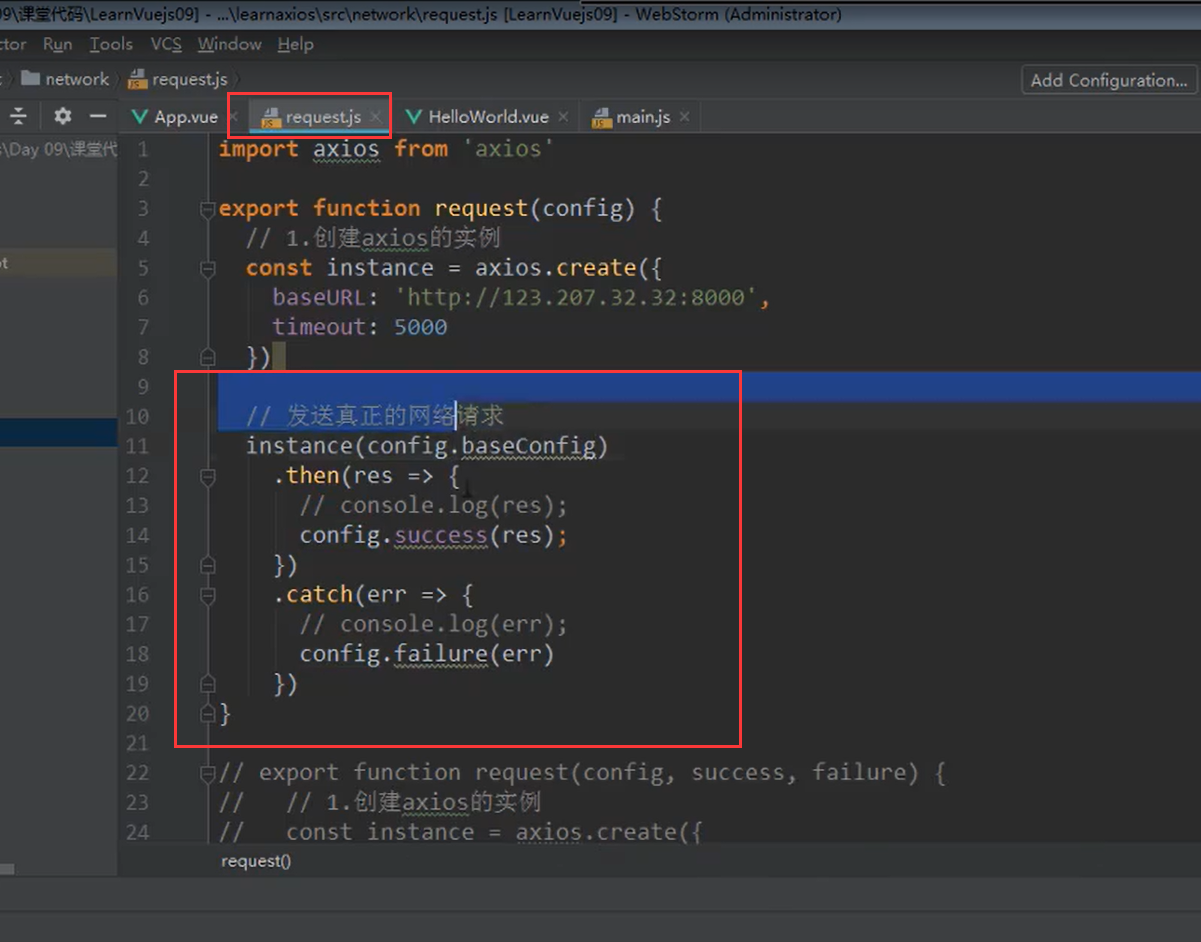 09\课堂代码\LearnVuejs09] - ...\learnaxios\src\network\request.js [LearnVuejs09] - WebStorm (Administrator)
ctor Run Tools VCS Window Help
network request.js Add Configuration...
App.vue request.js HelloWorld.vue main.js
\Day 09\课堂代
1 import axios from 'axios'
2
3 export function request(config) {
4 // 1.创建axios的实例
5 const instance = axios.create({
6 baseURL: 'http://123.207.32.32:8000',
7 timeout: 5000
8 })
9
10 // 发送真正的网络请求
11 instance(config.baseConfig)
12 .then(res => {
13 // console.log(res);
14 config.success(res);
15 })
16 .catch(err => {
17 // console.log(err);
18 config.failure(err)
19 })
20 }
21
22 // export function request(config, success, failure) {
23 // // 1.创建axios的实例
24 // const instance = axios.create({
request()